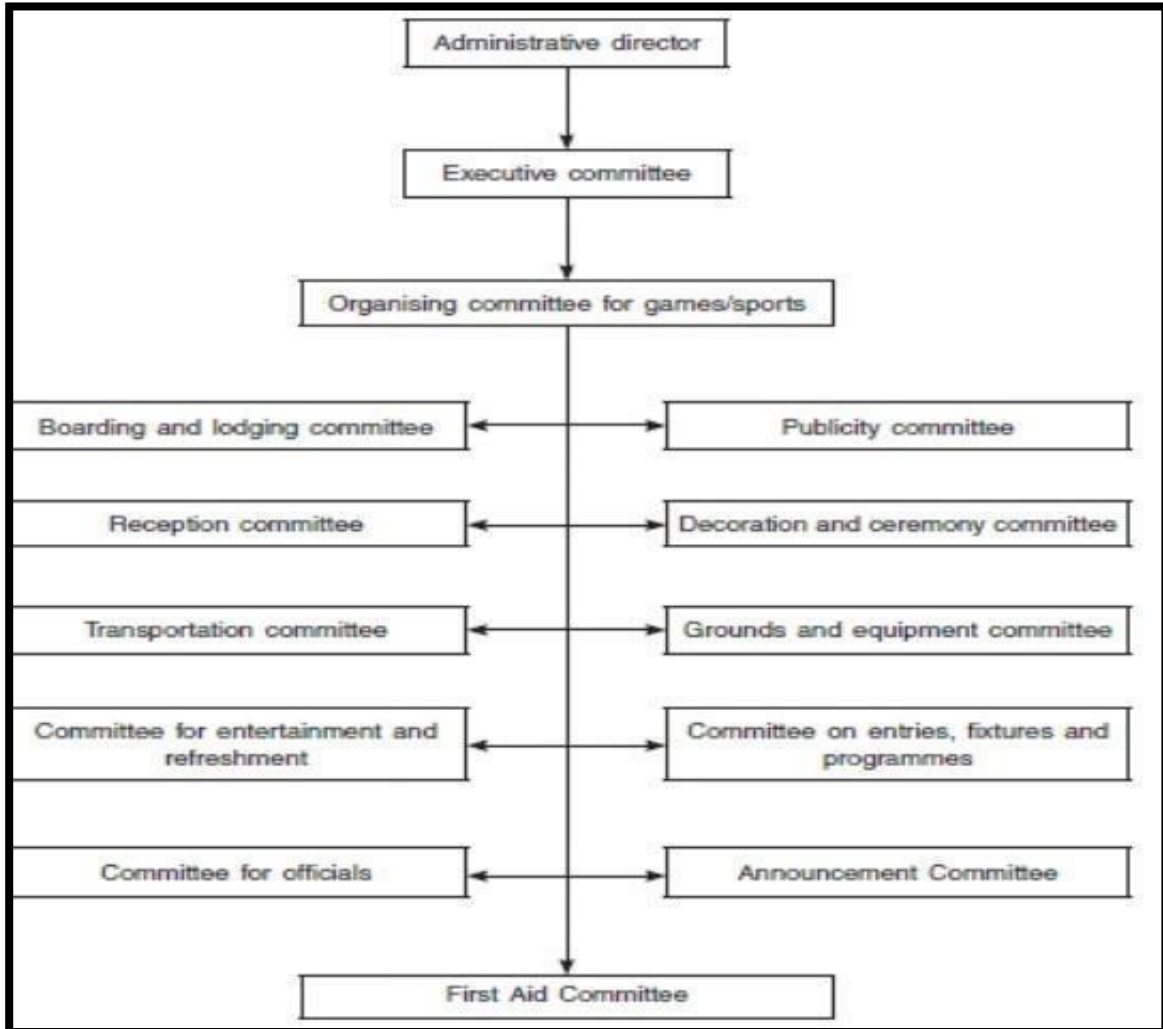 Administrative director
Executive committee
Organising committee for games/sports
Boarding and lodging committee
Publicity committee
Reception committee
Decoration and ceremony committee
Transportation committee
Grounds and equipment committee
Committee for entertainment and
refreshment
Committee on entries, fixtures and
programmes
Committee for officials
Announcement Committee
First Aid Committee